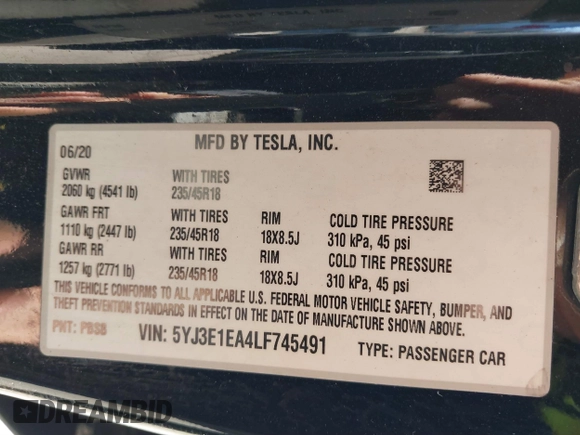 MFD BY TESLA, INC.
06/20
GVWR WITH TIRES
2060 kg (4541 lb) 235/45R18
GAWR FRT WITH TIRES RIM COLD TIRE PRESSURE
1110 kg (2447 lb) 235/45R18 18X8.5J 310 kPa, 45 psi
GAWR RR WITH TIRES RIM COLD TIRE PRESSURE
1257 kg (2771 lb) 235/45R18 18X8.5J 310 kPa, 45 psi
THIS VEHICLE CONFORMS TO ALL APPLICABLE U.S. FEDERAL MOTOR VEHICLE SAFETY, BUMPER, AND
THEFT PREVENTION STANDARDS IN EFFECT ON THE DATE OF MANUFACTURE SHOWN ABOVE.
PNT: PBSB VIN: 5YJ3E1EA4LF745491 TYPE: PASSENGER CAR
DREAMBID